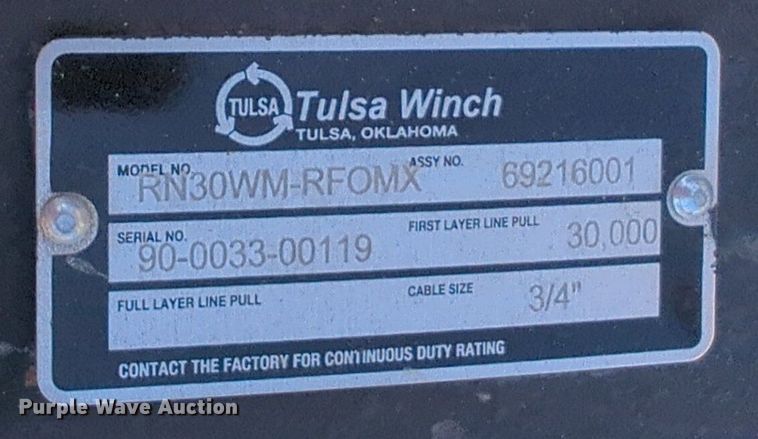 TULSA Tulsa Winch
TULSA, OKLAHOMA
MODEL NO. RN30WM-RFOMX ASSY NO. 69216001
SERIAL NO. 90-0033-00119 FIRST LAYER LINE PULL 30,000
FULL LAYER LINE PULL CABLE SIZE 3/4"
CONTACT THE FACTORY FOR CONTINUOUS DUTY RATING
Purple Wave Auction